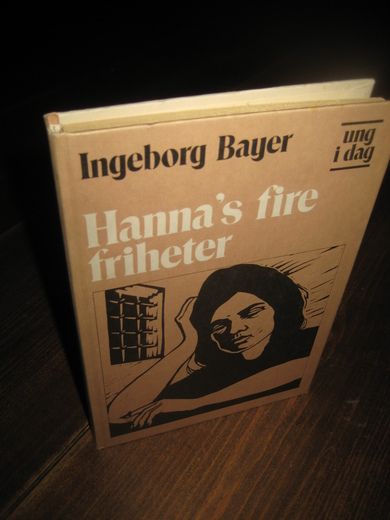 Ingeborg Bayer
ung
i dag
Hanna's fire
friheter